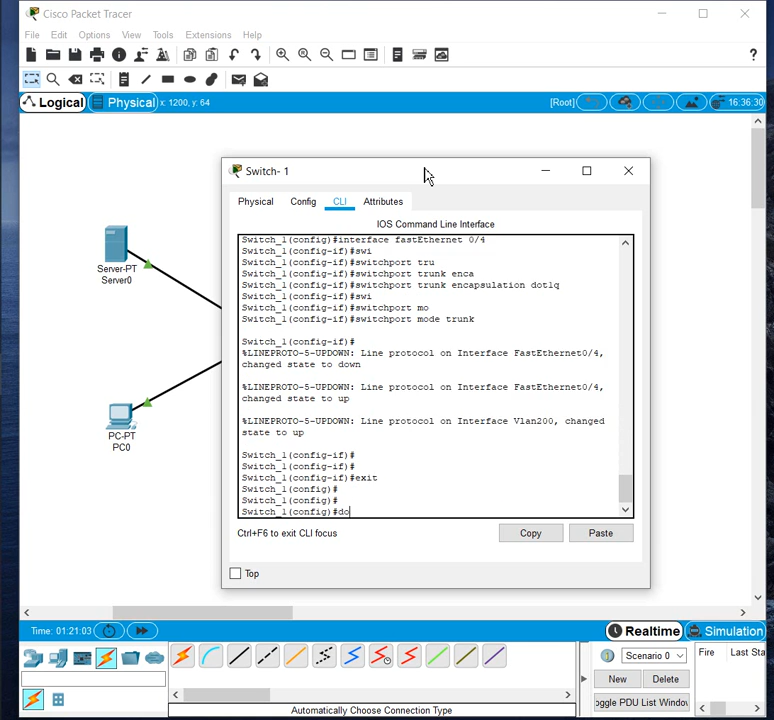 Cisco Packet Tracer
File Edit Options View Tools Extensions Help
?
Logical Physical x: 1200, y: 64 [Root] 16:36:30
Switch- 1
Physical Config CLI Attributes
IOS Command Line Interface
Switch_1(config)#interface fastEthernet 0/4
Switch_1(config-if)#swi
Switch_1(config-if)#switchport tru
Switch_1(config-if)#switchport trunk enca
Switch_1(config-if)#switchport trunk encapsulation dot1q
Switch_1(config-if)#swi
Switch_1(config-if)#switchport mo
Switch_1(config-if)#switchport mode trunk
Switch_1(config-if)#
%LINEPROTO-5-UPDOWN: Line protocol on Interface FastEthernet0/4,
changed state to down
%LINEPROTO-5-UPDOWN: Line protocol on Interface FastEthernet0/4,
changed state to up
%LINEPROTO-5-UPDOWN: Line protocol on Interface Vlan200, changed
state to up
Switch_1(config-if)#
Switch_1(config-if)#
Switch_1(config-if)#exit
Switch_1(config)#
Switch_1(config)#
Switch_1(config)#do
Ctrl+F6 to exit CLI focus
Copy Paste
Top
Server-PT
Server0
PC-PT
PC0
Time: 01:21:03
Realtime Simulation
Scenario 0
Fire Last Sta
New Delete
oggle PDU List Window
Automatically Choose Connection Type